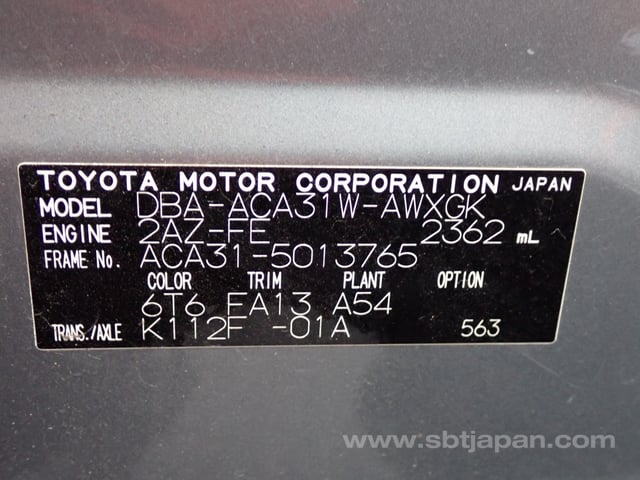 TOYOTA MOTOR CORPORATION JAPAN
MODEL DBA-ACA31W-AWXGK
ENGINE 2AZ-FE 2362 mL
FRAME No. ACA31-5013765
COLOR TRIM PLANT OPTION
6T6 FA13 A54
TRANS./AXLE K112F -01A 563
www.sbtjapan.com